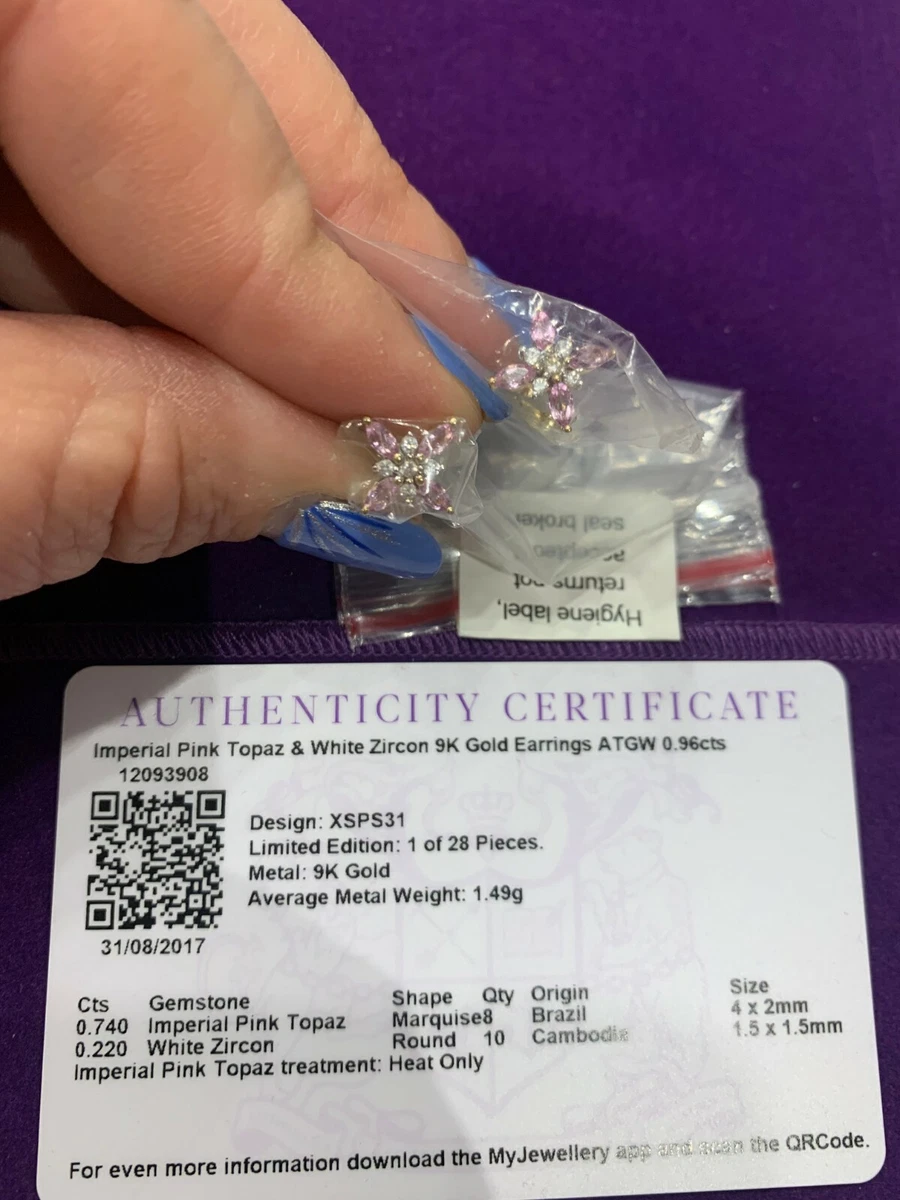 Hygiene label,
returns not
accepted
seal broken
AUTHENTICITY CERTIFICATE
Imperial Pink Topaz & White Zircon 9K Gold Earrings ATGW 0.96cts
12093908
Design: XSPS31
Limited Edition: 1 of 28 Pieces.
Metal: 9K Gold
Average Metal Weight: 1.49g
31/08/2017
Cts Gemstone Shape Qty Origin Size
0.740 Imperial Pink Topaz Marquise8 Brazil 4 x 2mm
0.220 White Zircon Round 10 Cambodia 1.5 x 1.5mm
Imperial Pink Topaz treatment: Heat Only
For even more information download the MyJewellery app and scan the QRCode.